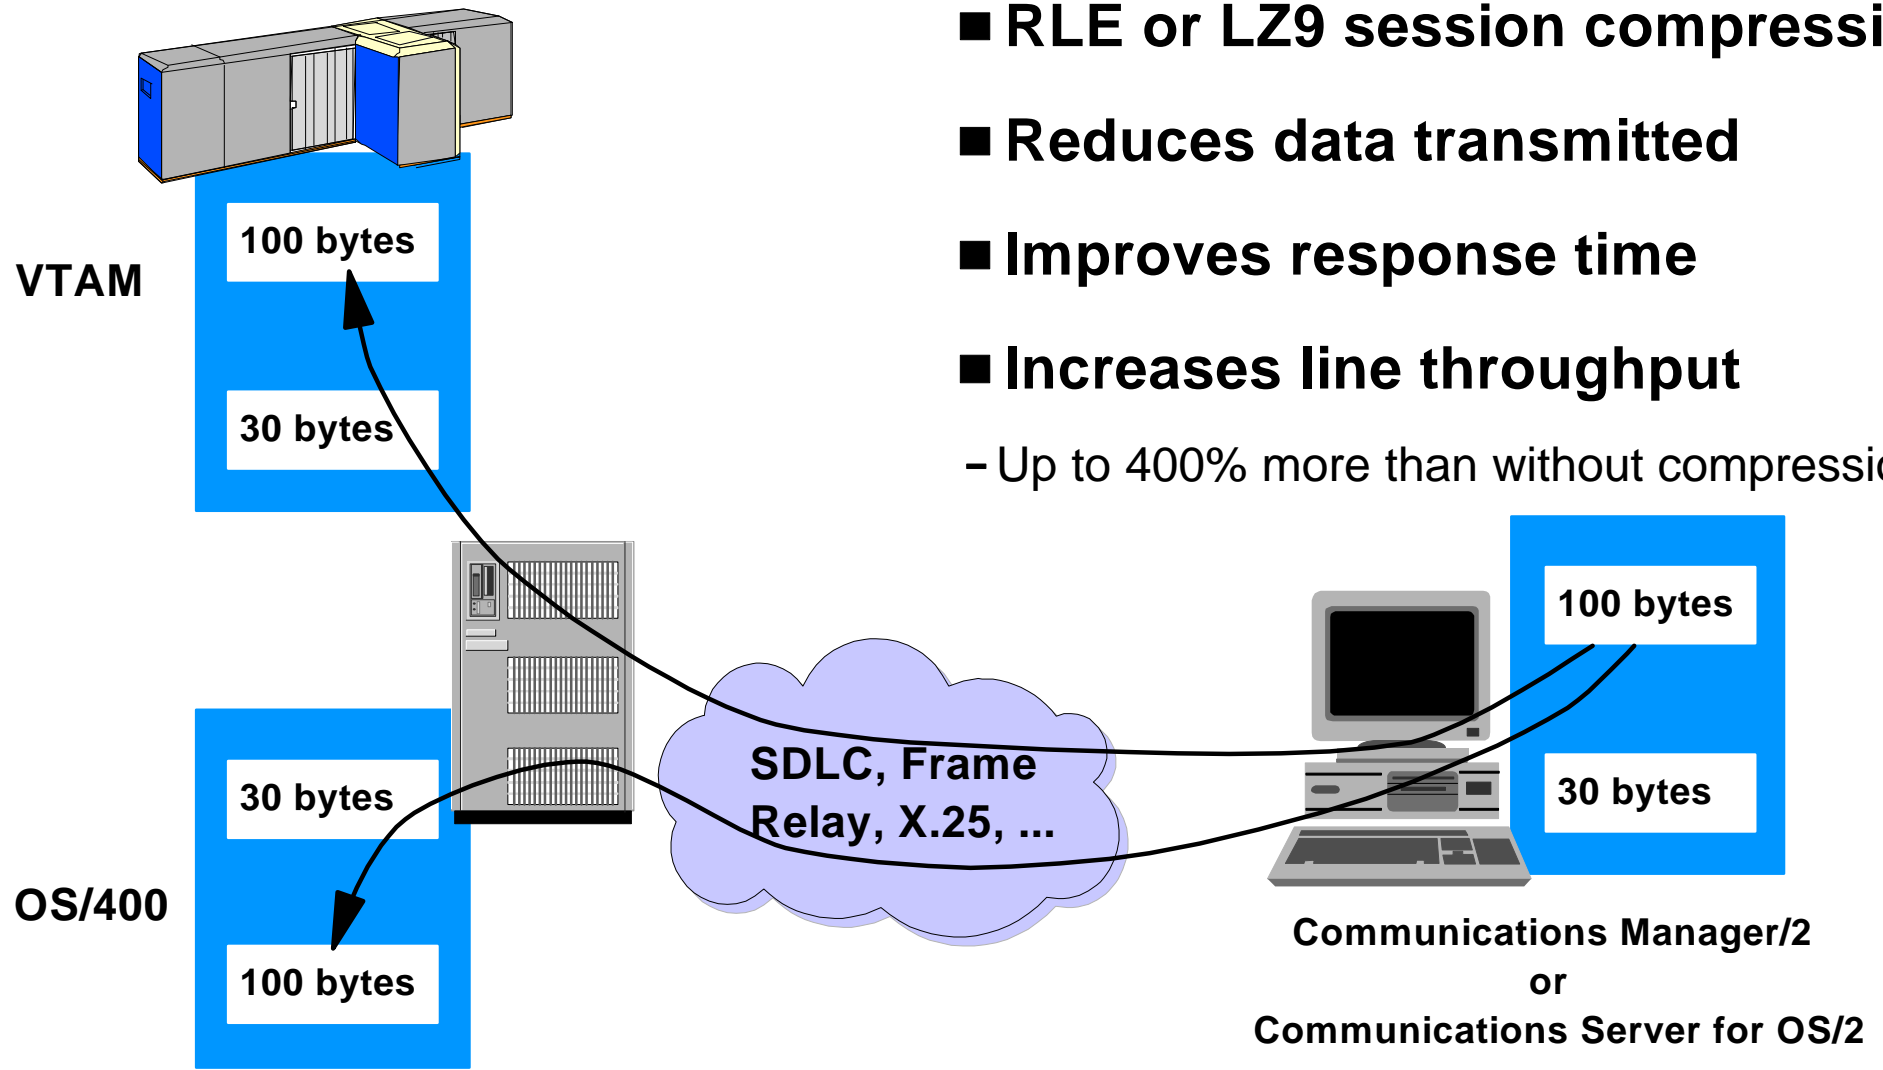 ■ RLE or LZ9 session compressi
■ Reduces data transmitted
■ Improves response time
■ Increases line throughput
– Up to 400% more than without compressio
VTAM
100 bytes
30 bytes
OS/400
30 bytes
100 bytes
SDLC, Frame
Relay, X.25, ...
100 bytes
30 bytes
Communications Manager/2
or
Communications Server for OS/2